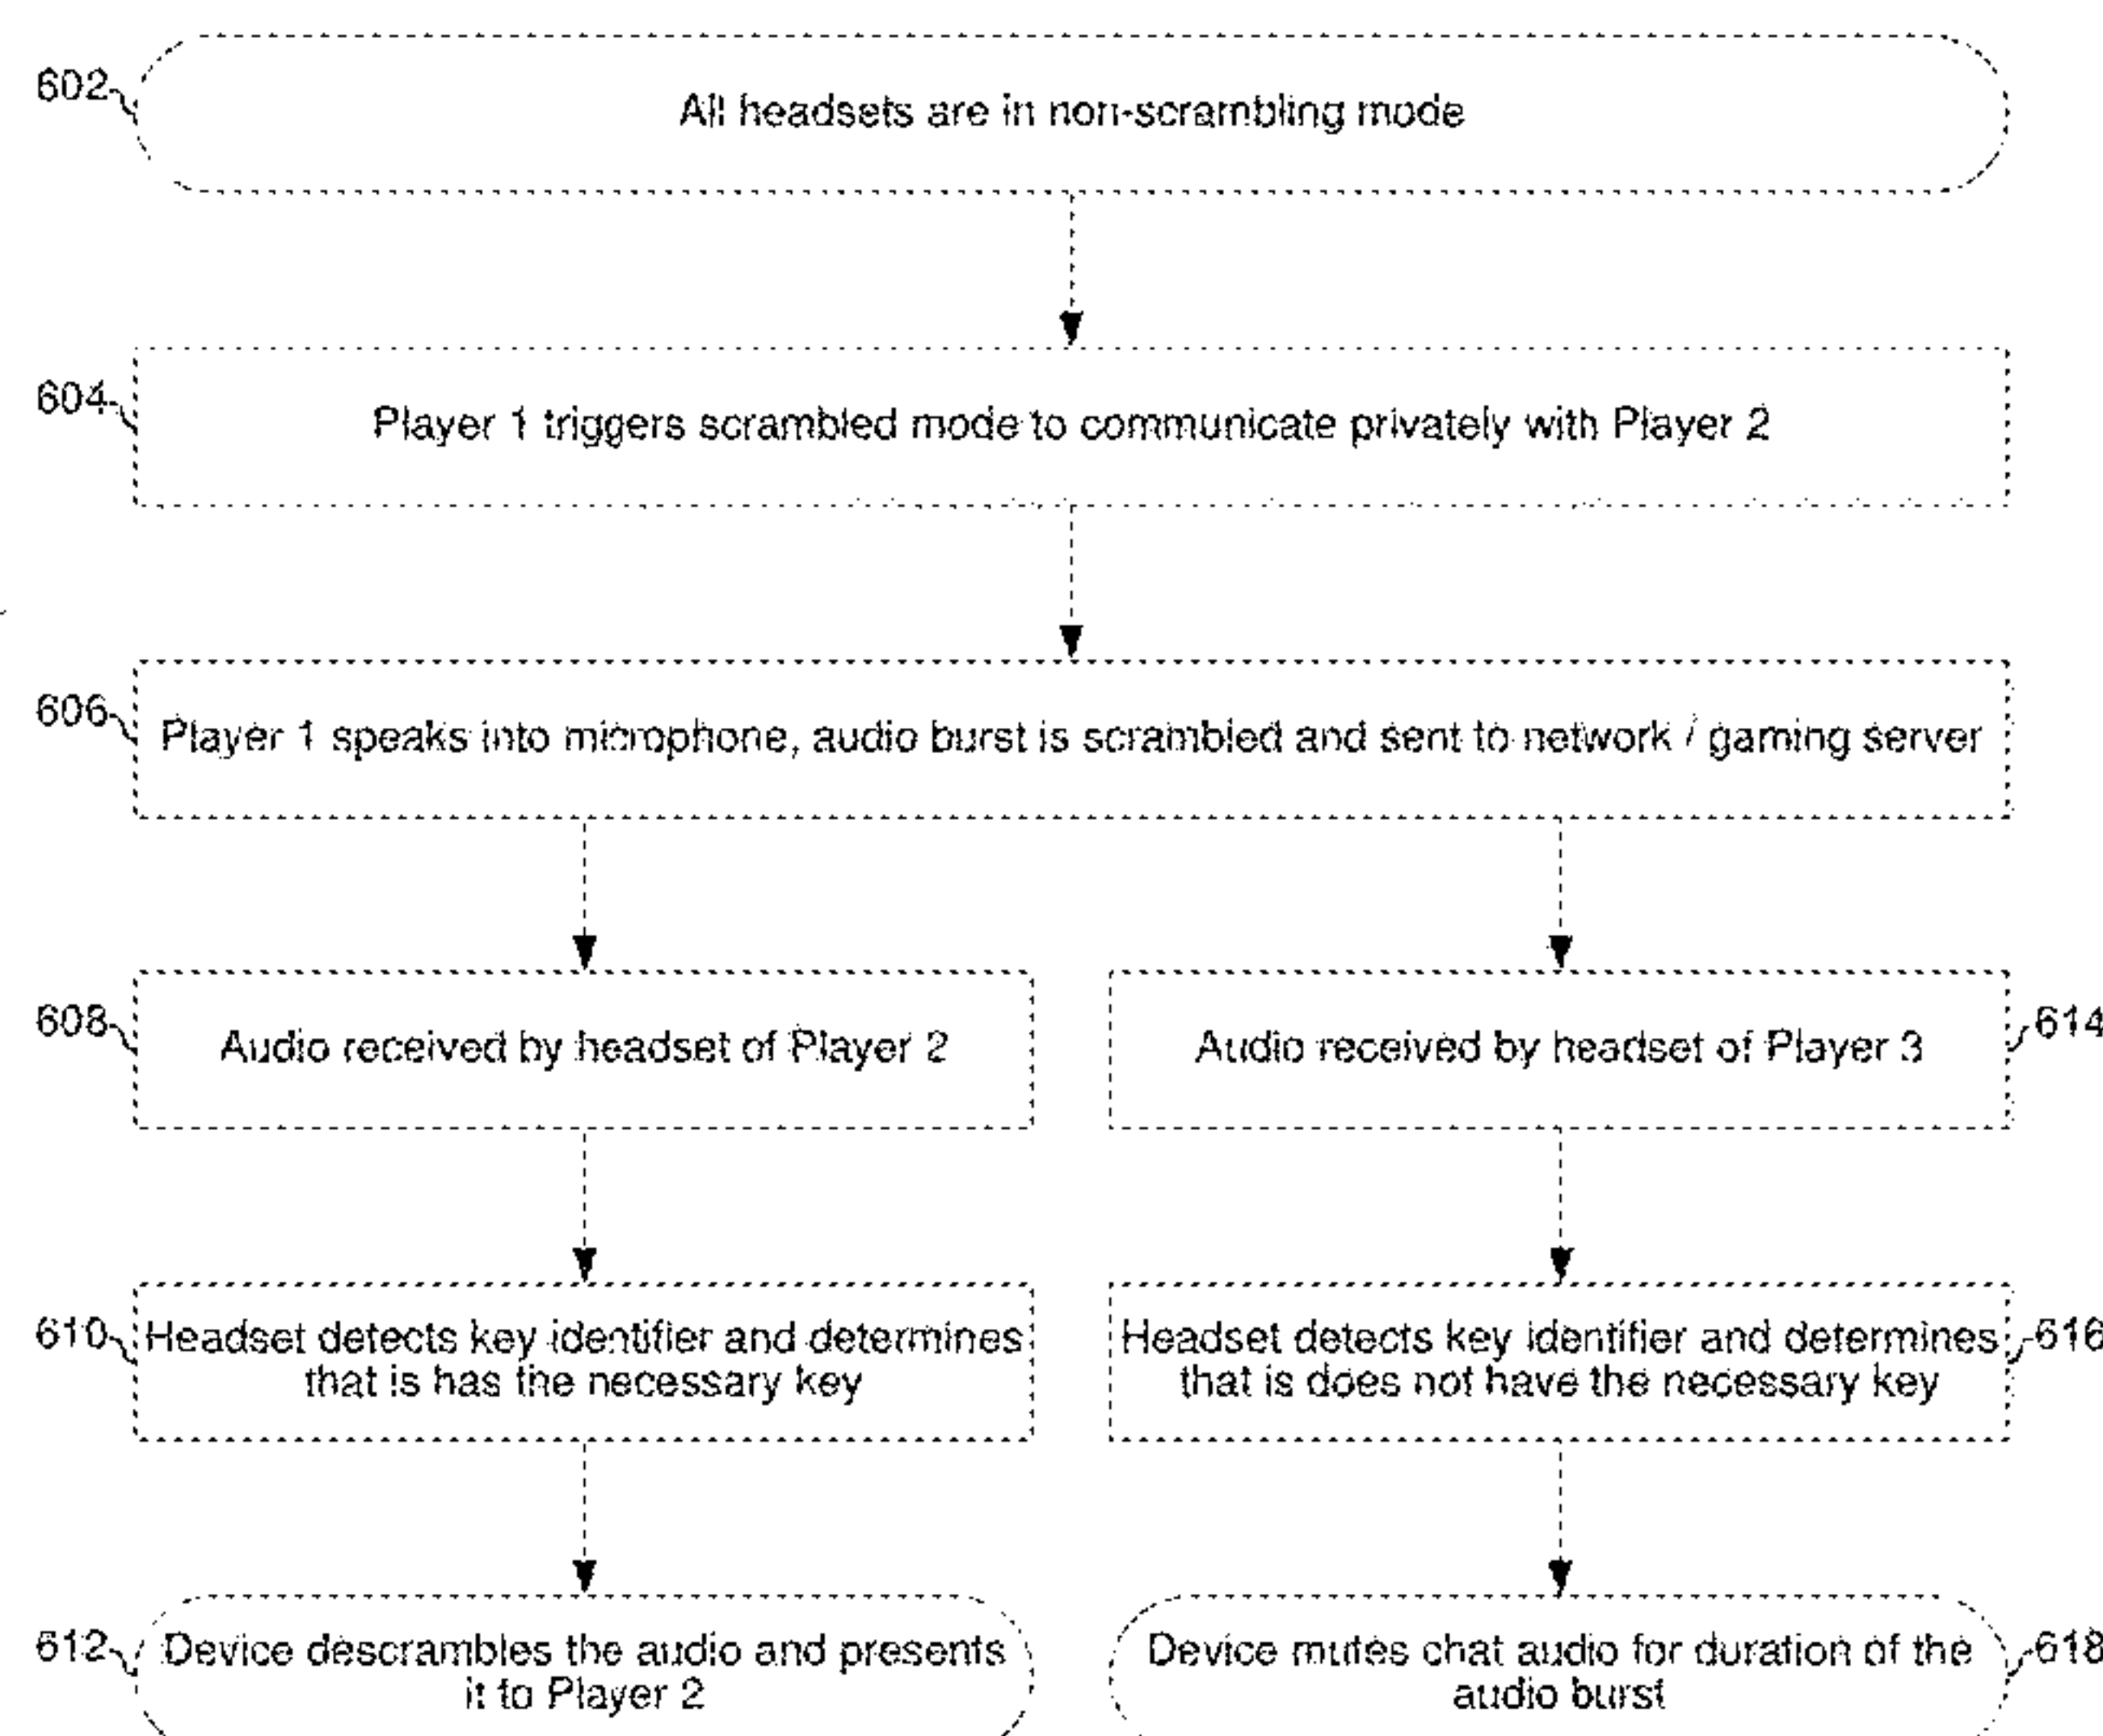 602
All headsets are in non-scrambling mode
604
Player 1 triggers scrambled mode to communicate privately with Player 2
606
Player 1 speaks into microphone, audio burst is scrambled and sent to network / gaming server
608
Audio received by headset of Player 2
Audio received by headset of Player 3
614
610
Headset detects key identifier and determines
that is has the necessary key
Headset detects key identifier and determines
that is does not have the necessary key
616
612
Device descrambles the audio and presents
it to Player 2
Device mutes chat audio for duration of the
audio burst
618